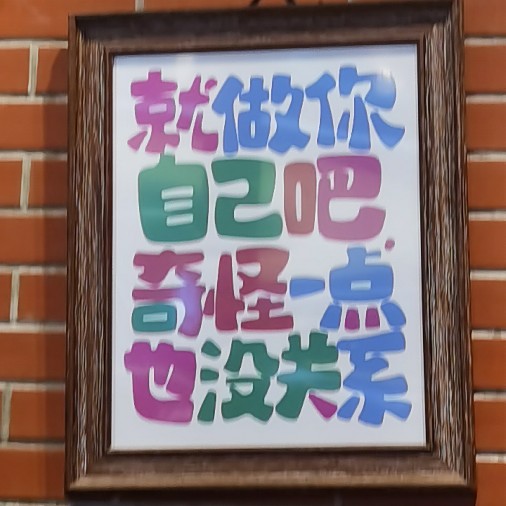 就做你
自己吧
奇怪一点
也没关系